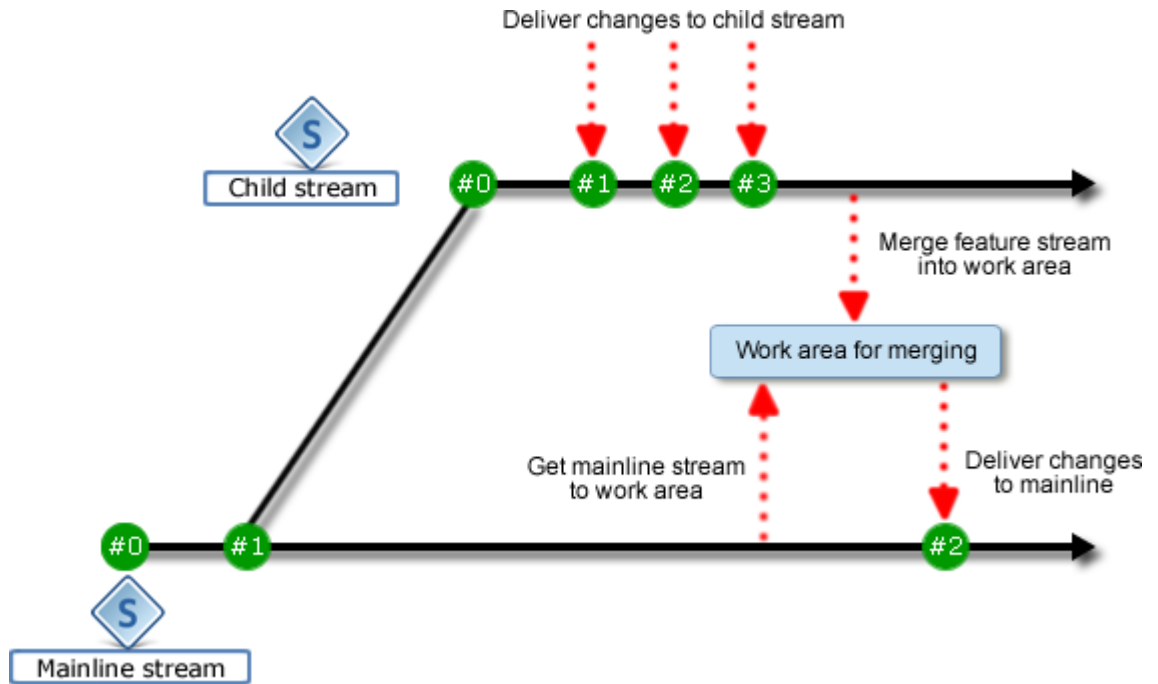 Deliver changes to child stream
S
Child stream
#0
#1
#2
#3
Merge feature stream
into work area
Work area for merging
Get mainline stream
to work area
Deliver changes
to mainline
#0
#1
#2
S
Mainline stream